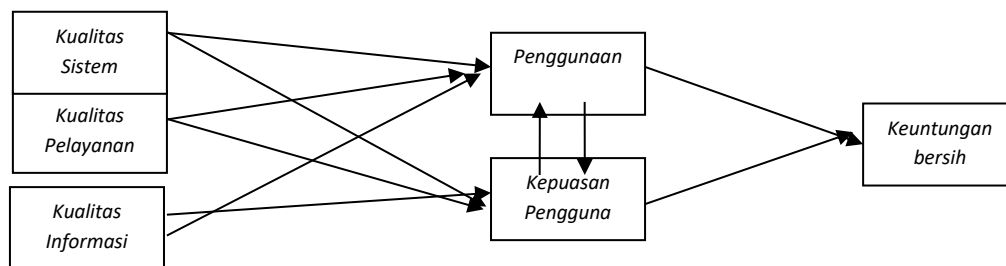 Kualitas
Sistem
Kualitas
Pelayanan
Kualitas
Informasi
Penggunaan
Kepuasan
Pengguna
Keuntungan
bersih